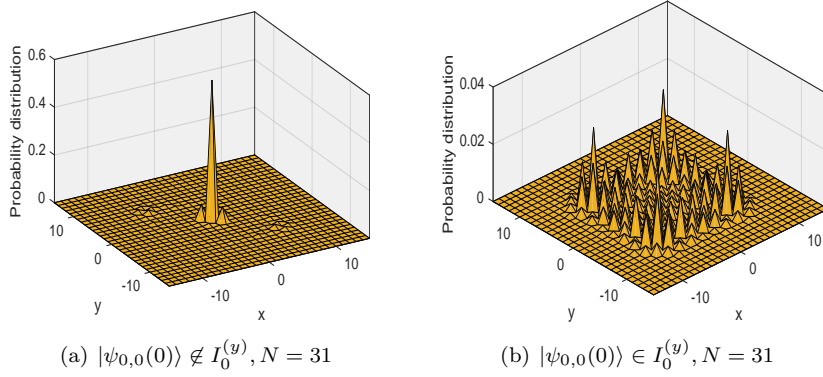 Probability distribution
0.6
0.4
0.2
0
10
0
-10
y
-10
0
10
x
Probability distribution
0.04
0.02
0
10
0
-10
y
-10
0
10
x
(a) |ψ₀,₀(0)⟩ ∉ I₀⁽ʸ⁾, N = 31
(b) |ψ₀,₀(0)⟩ ∈ I₀⁽ʸ⁾, N = 31